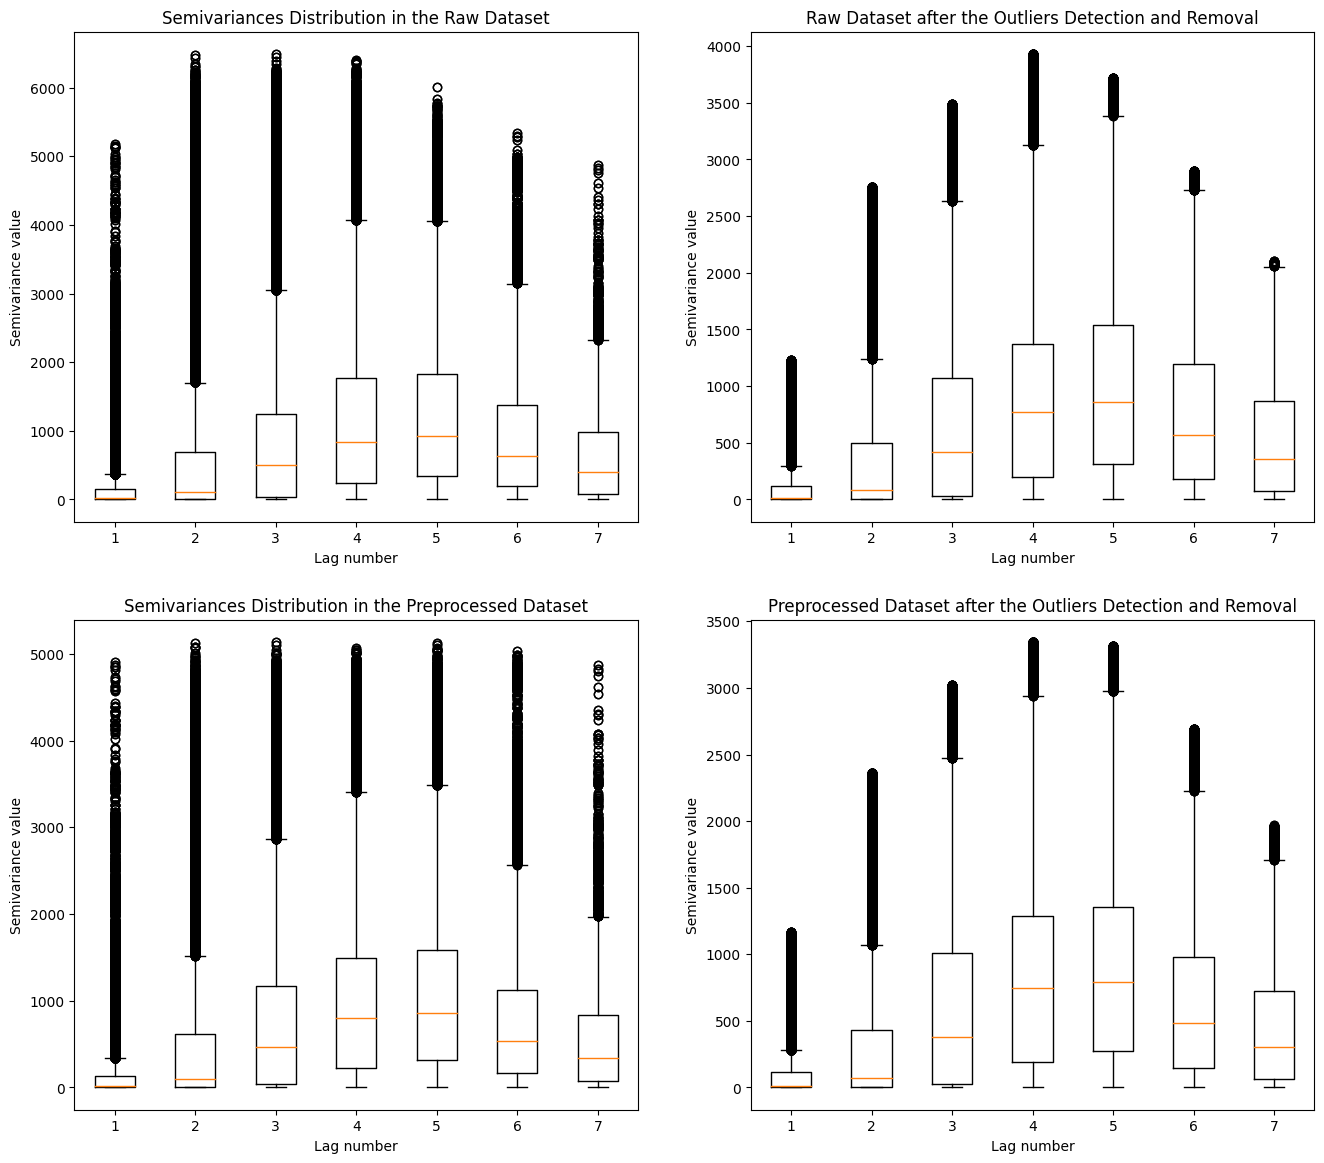 Semivariances Distribution in the Raw Dataset
Semivariance value
6000
5000
4000
3000
2000
1000
0
1 2 3 4 5 6 7
Lag number
Raw Dataset after the Outliers Detection and Removal
Semivariance value
4000
3500
3000
2500
2000
1500
1000
500
0
1 2 3 4 5 6 7
Lag number
Semivariances Distribution in the Preprocessed Dataset
Semivariance value
5000
4000
3000
2000
1000
0
1 2 3 4 5 6 7
Lag number
Preprocessed Dataset after the Outliers Detection and Removal
Semivariance value
3500
3000
2500
2000
1500
1000
500
0
1 2 3 4 5 6 7
Lag number